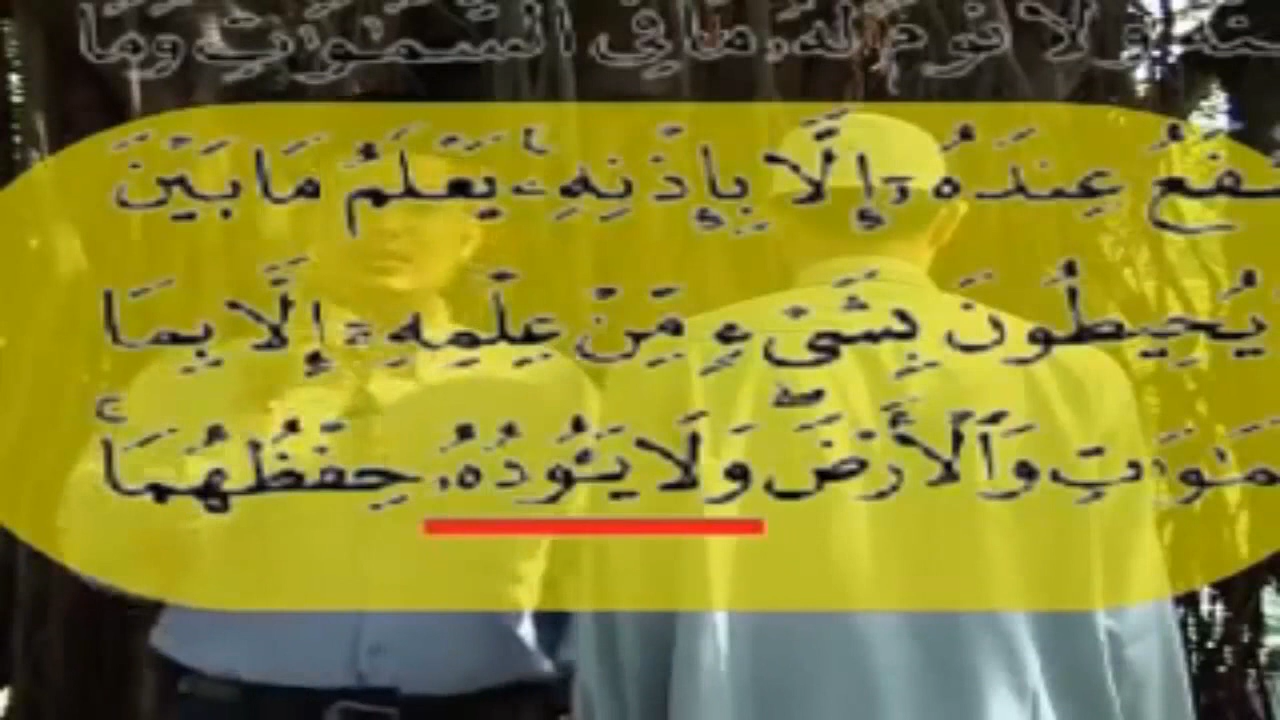 وَلَا نَوْمٌ لَهُۥ مَا فِى ٱلسَّمَٰوَٰتِ وَمَا
عِندَهُۥٓ إِلَّا بِإِذْنِهِۦ يَعْلَمُ مَا بَيْنَ
يُحِيطُونَ بِشَىْءٍ مِّنْ عِلْمِهِۦٓ إِلَّا بِمَا
وَٱلْأَرْضَ وَلَا يَـُٔودُهُۥ حِفْظُهُمَا